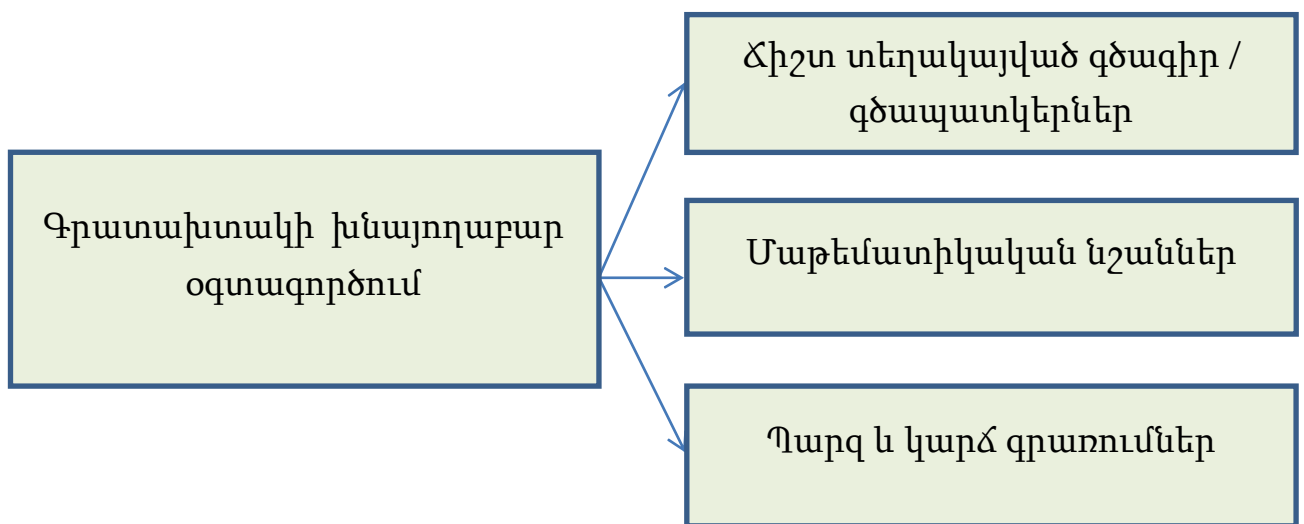 Ճիշտ տեղակայված գծագիր /
գծապատկերներ
Գրատախտակի խնայողաբար
օգտագործում
Մաթեմատիկական նշաններ
Պարզ և կարճ գրառումներ